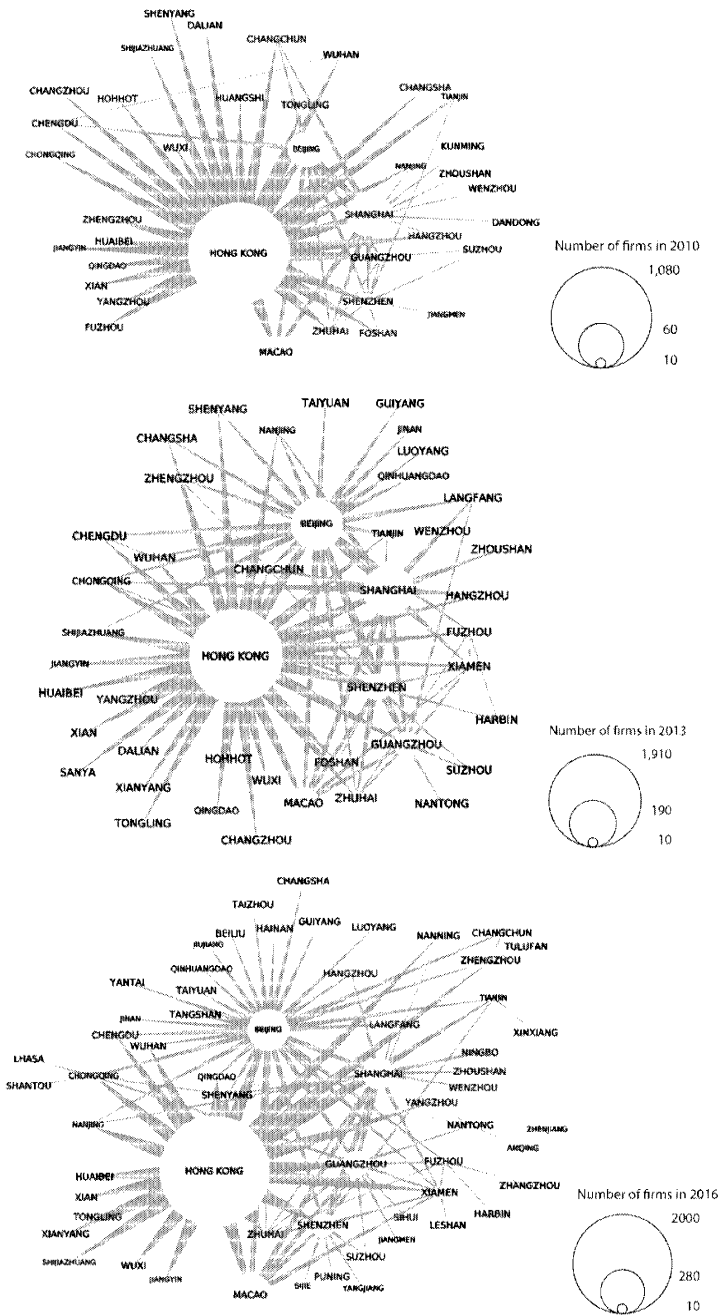 SHENYANG
DALIAN
CHANGCHUN
SHIJIAZHUANG
WUHAN
CHANGZHOU
HOHHOT
HUANGSHI
TONGLING
CHANGSHA
TIANJIN
CHENGDU
WUXI
BEIJING
KUNMING
CHONGQING
NANJING
ZHOUSHAN
WENZHOU
SHANGHAI
DANDONG
ZHENGZHOU
HUAIBEI
HANGZHOU
JIANGYIN
HONG KONG
GUANGZHOU
SUZHOU
QINGDAO
XIAN
YANGZHOU
SHENZHEN
JIANGMEN
FUZHOU
ZHUHAI
FOSHAN
MACAO
Number of firms in 2010
1,080
60
10
SHENYANG
TAIYUAN
GUIYANG
NANJING
JINAN
CHANGSHA
LUOYANG
ZHENGZHOU
QINHUANGDAO
LANGFANG
BEIJING
CHENGDU
TIANJIN
WENZHOU
WUHAN
ZHOUSHAN
CHANGCHUN
CHONGQING
SHANGHAI
HANGZHOU
SHIJIAZHUANG
FUZHOU
HONG KONG
JIANGYIN
XIAMEN
HUAIBEI
YANGZHOU
SHENZHEN
HARBIN
XIAN
DALIAN
GUANGZHOU
HOHHOT
FOSHAN
SANYA
SUZHOU
XIANYANG
WUXI
QINGDAO
MACAO
ZHUHAI
NANTONG
TONGLING
CHANGZHOU
Number of firms in 2013
1,910
190
10
CHANGSHA
TAIZHOU
BEILIU
HAINAN
GUIYANG
LUOYANG
NANNING
CHANGCHUN
JIUJIANG
TULUFAN
ZHENGZHOU
QINHUANGDAO
HANGZHOU
YANTAI
TAIYUAN
TIANJIN
TANGSHAN
JINAN
BEIJING
LANGFANG
XINXIANG
CHENGDU
WUHAN
NINGBO
LHASA
CHONGQING
QINGDAO
SHANGHAI
ZHOUSHAN
SHANTOU
SHENYANG
WENZHOU
YANGZHOU
NANJING
NANTONG
ZHENJIANG
ANQING
HUAIBEI
HONG KONG
GUANGZHOU
FUZHOU
XIAN
XIAMEN
ZHANGZHOU
TONGLING
SIHUI
HARBIN
XIANYANG
ZHUHAI
SHENZHEN
LESHAN
JIANGMEN
SHIJIAZHUANG
WUXI
SUZHOU
JIANGYIN
PUNING
BIJIE
YANGJIANG
MACAO
Number of firms in 2016
2000
280
10